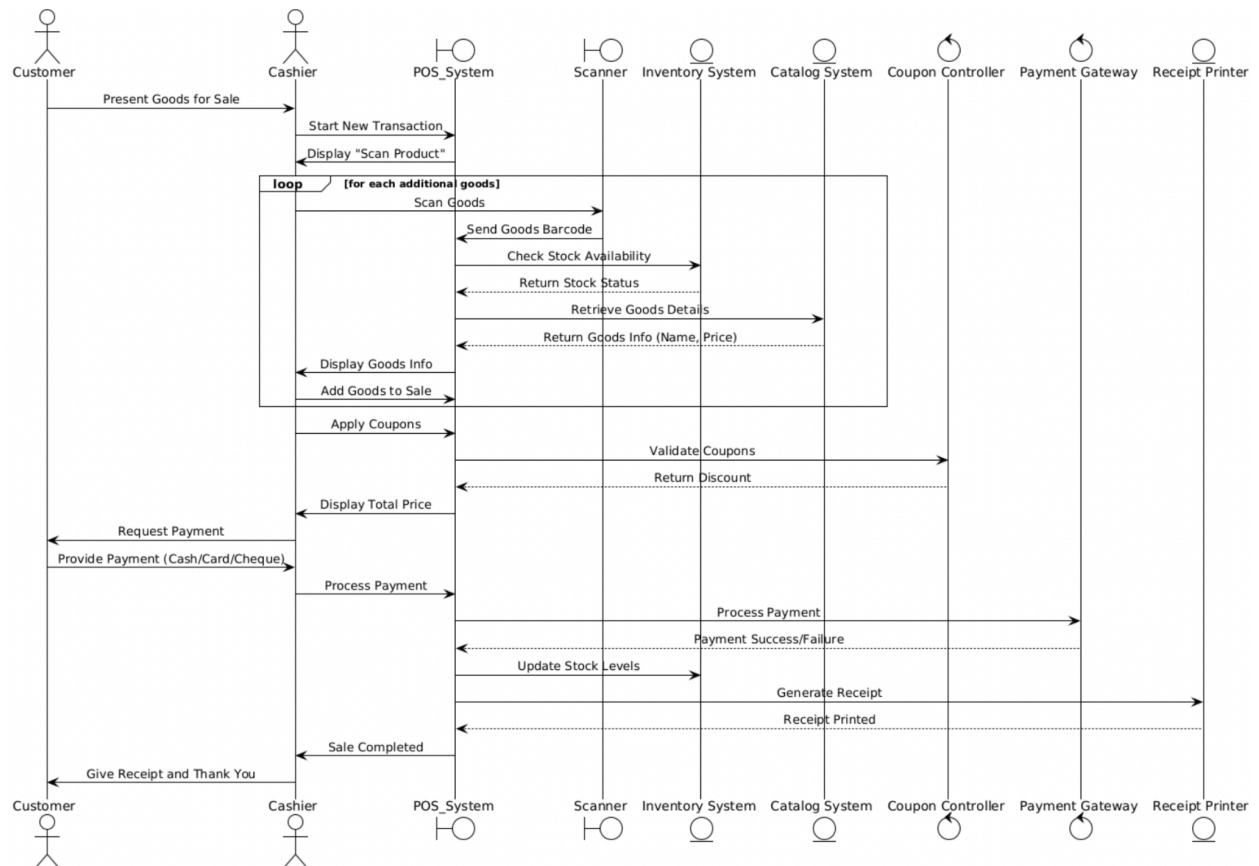 Customer
Cashier
POS_System
Scanner
Inventory System
Catalog System
Coupon Controller
Payment Gateway
Receipt Printer
Present Goods for Sale
Start New Transaction
Display "Scan Product"
loop
[for each additional goods]
Scan Goods
Send Goods Barcode
Check Stock Availability
Return Stock Status
Retrieve Goods Details
Return Goods Info (Name, Price)
Display Goods Info
Add Goods to Sale
Apply Coupons
Validate Coupons
Return Discount
Display Total Price
Request Payment
Provide Payment (Cash/Card/Cheque)
Process Payment
Process Payment
Payment Success/Failure
Update Stock Levels
Generate Receipt
Receipt Printed
Sale Completed
Give Receipt and Thank You
Customer
Cashier
POS_System
Scanner
Inventory System
Catalog System
Coupon Controller
Payment Gateway
Receipt Printer